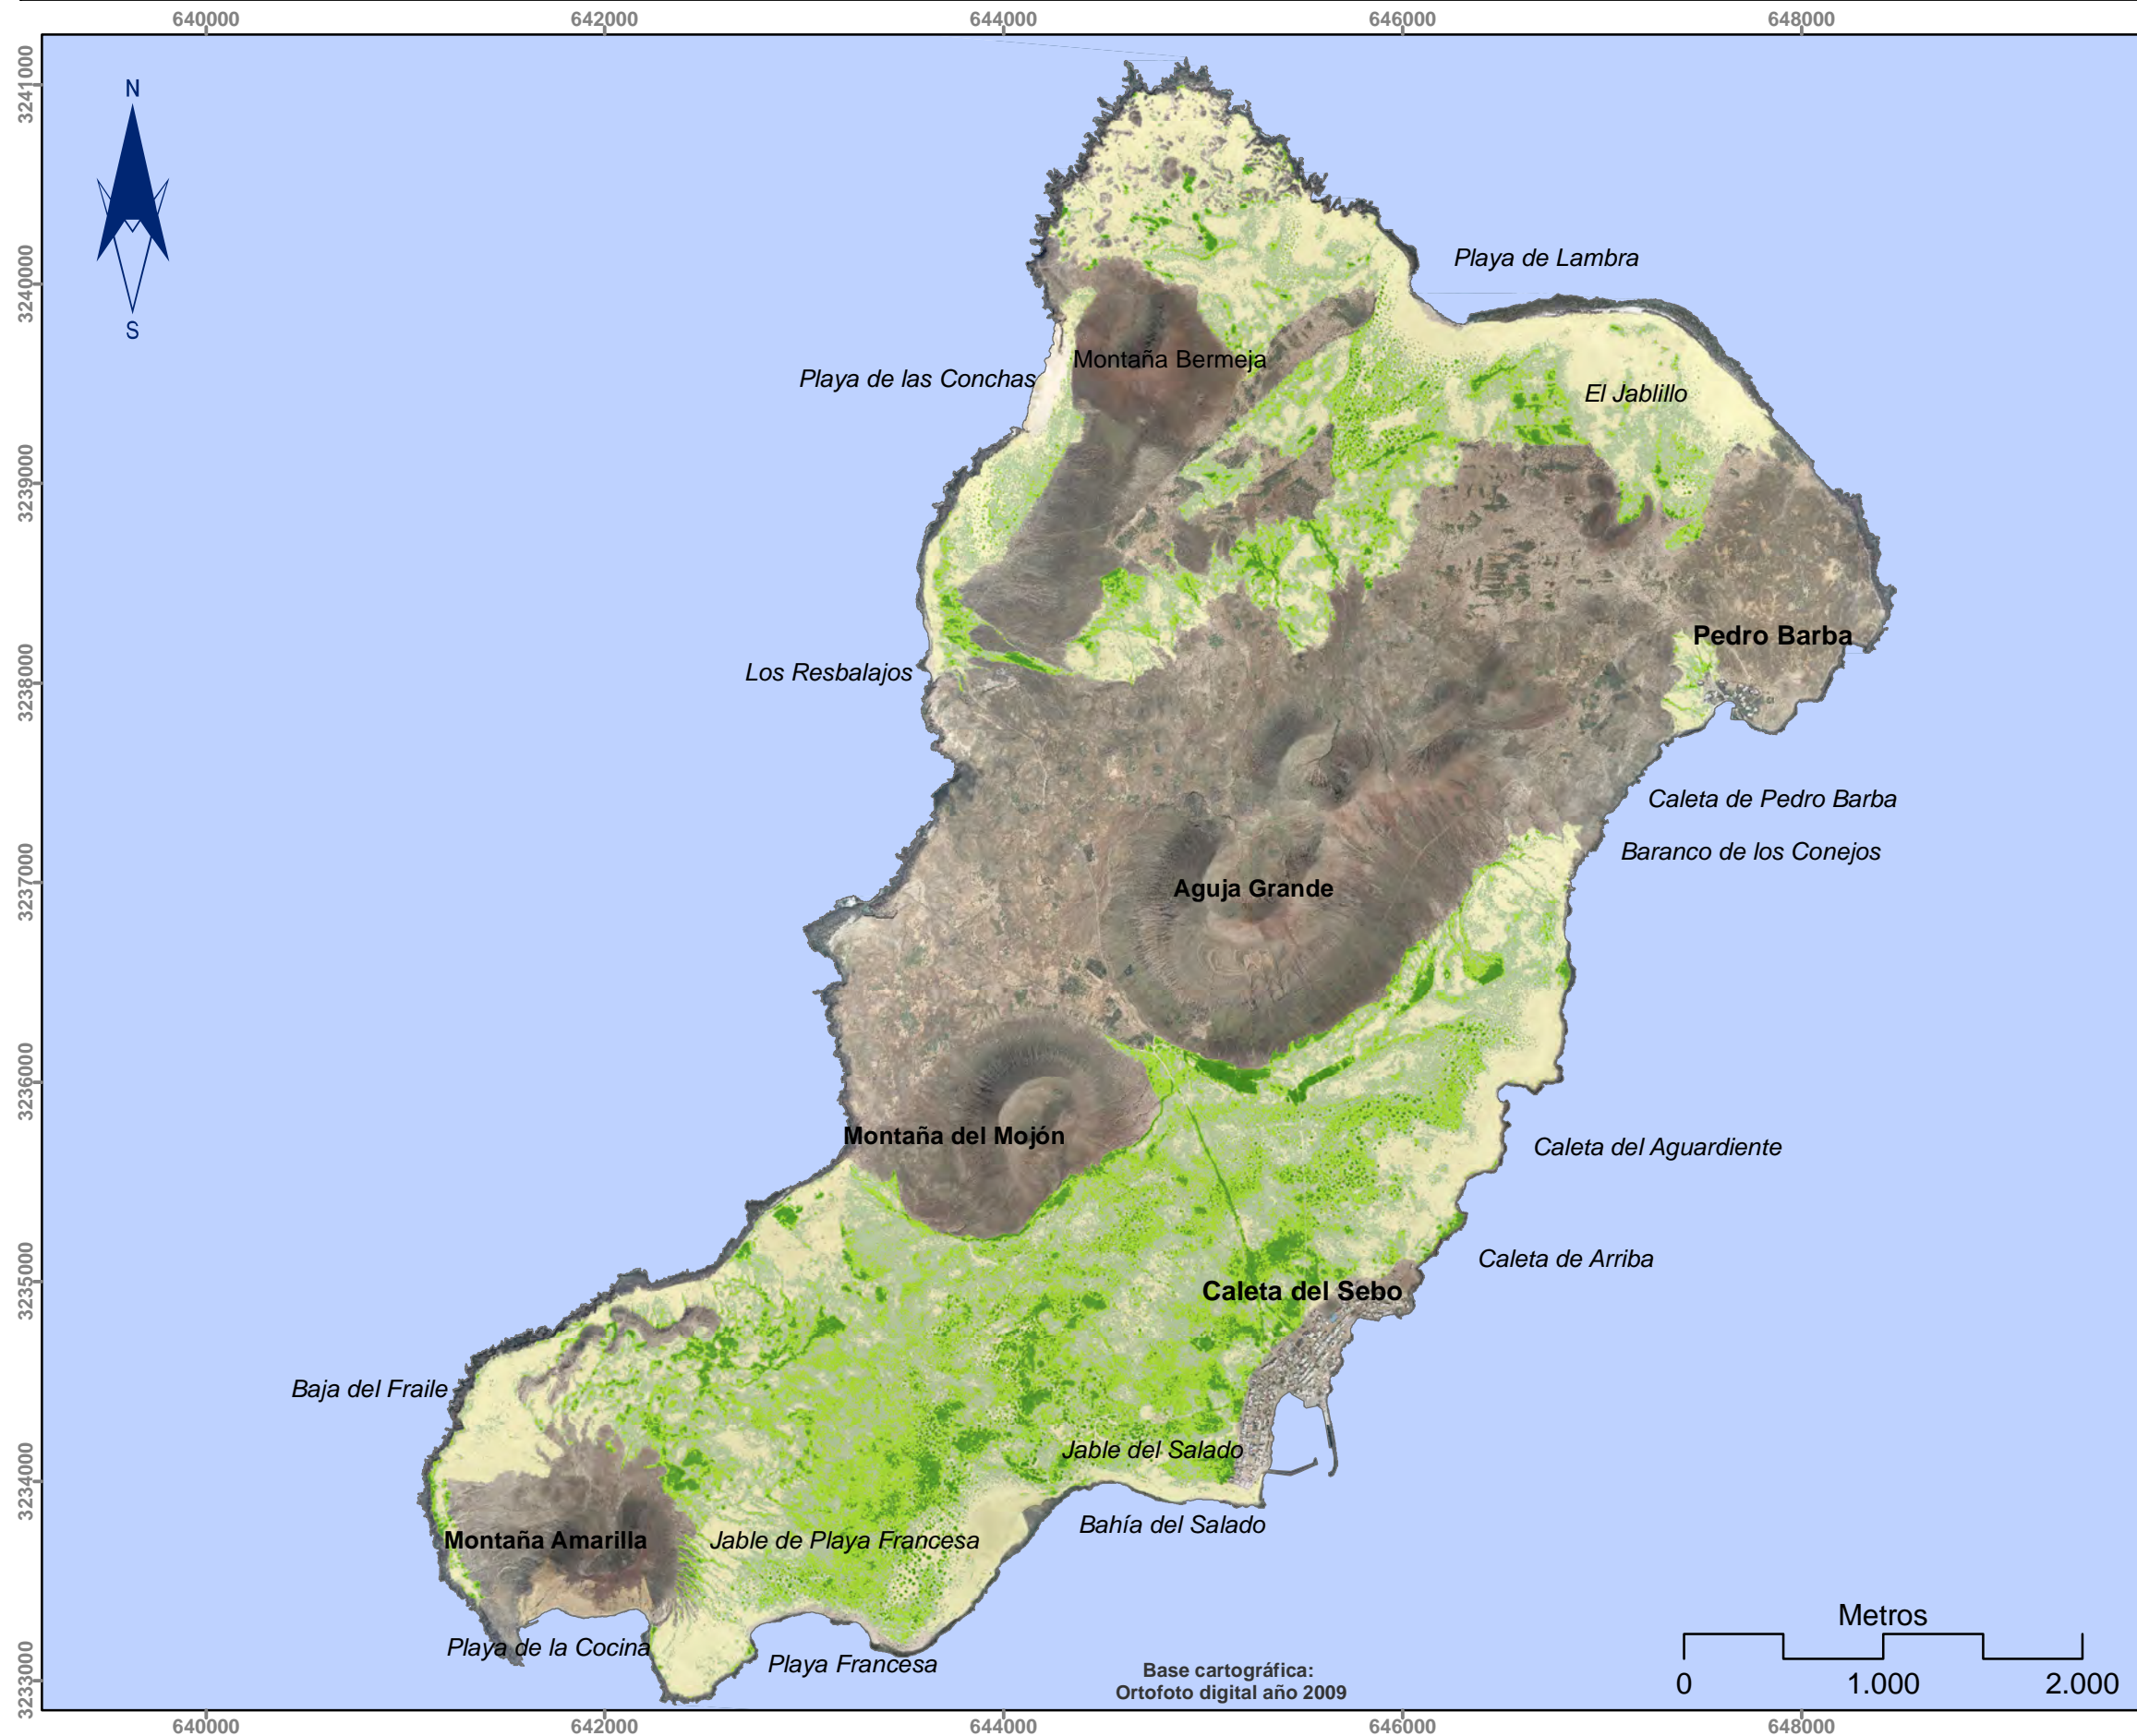 640000 642000 644000 646000 648000
3241000
N
S
Playa de Lambra
3240000
Montaña Bermeja
Playa de las Conchas
El Jablillo
3239000
Pedro Barba
Los Resbalajos
3238000
Caleta de Pedro Barba
Baranco de los Conejos
3237000
Aguja Grande
3236000
Montaña del Mojón
Caleta del Aguardiente
Caleta de Arriba
3235000
Caleta del Sebo
Baja del Fraile
Jable del Salado
3234000
Bahía del Salado
Montaña Amarilla
Jable de Playa Francesa
Metros
Playa de la Cocina
Playa Francesa
3233000
Base cartográfica:
Ortofoto digital año 2009
0 1.000 2.000
640000 642000 644000 646000 648000